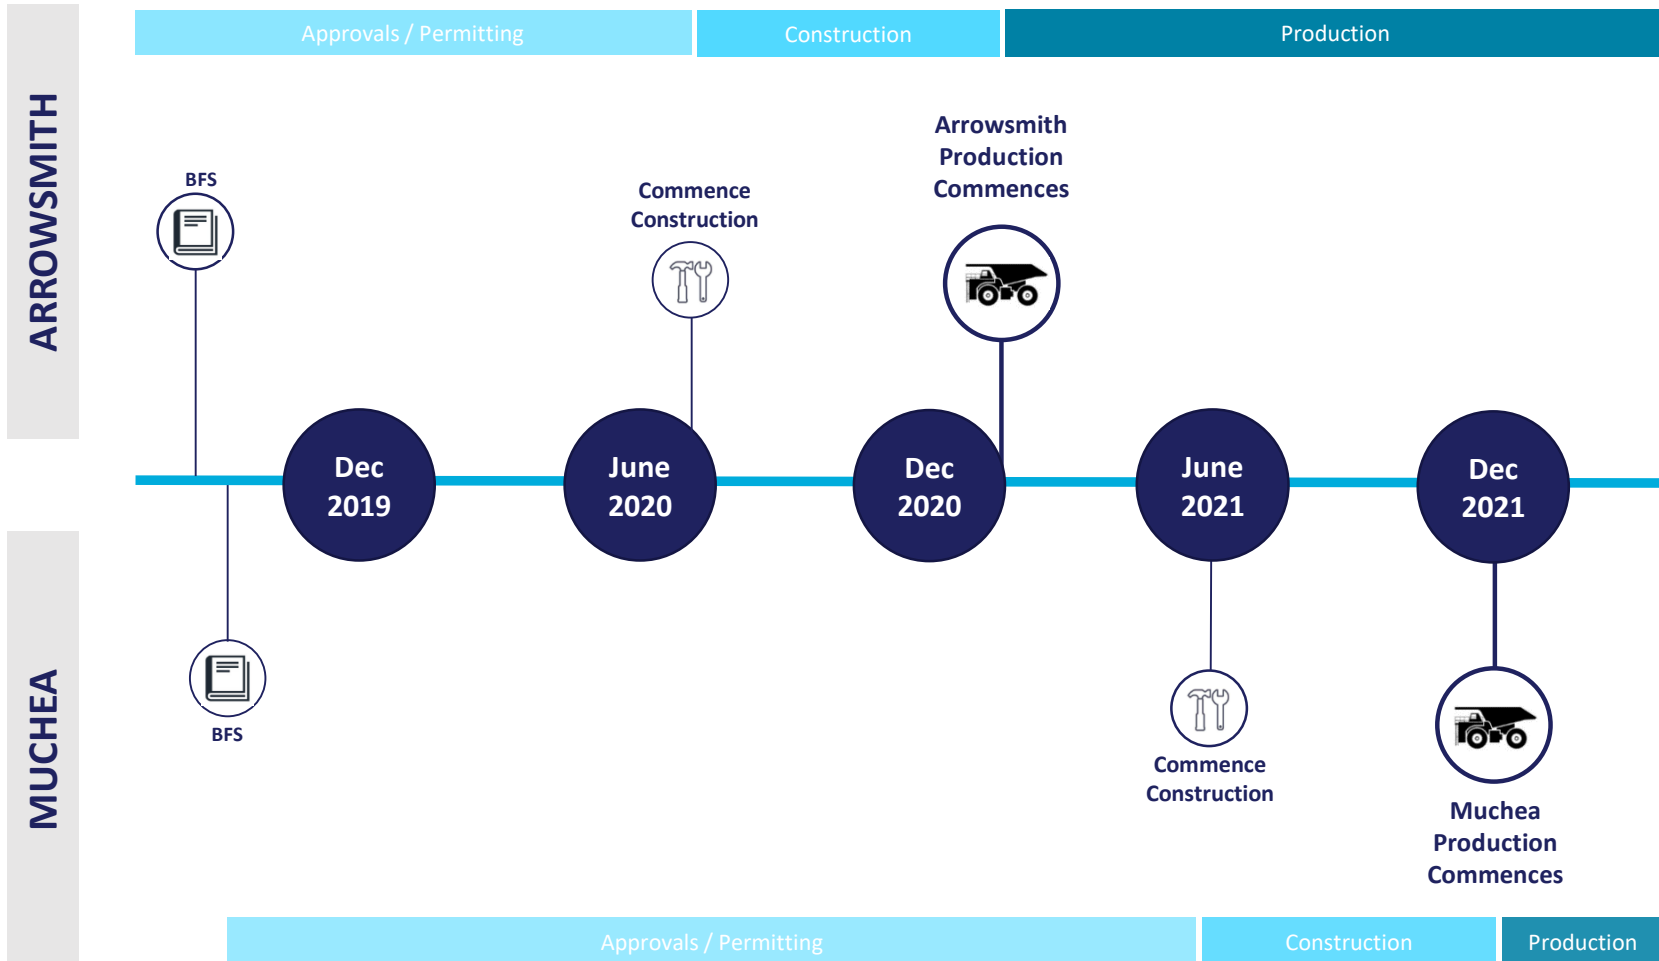 Approvals / Permitting
Construction
Production
ARROWSMITH
BFS
Commence
Construction
Arrowsmith
Production
Commences
Dec
2019
June
2020
Dec
2020
June
2021
Dec
2021
MUCHEA
BFS
Commence
Construction
Muchea
Production
Commences
Approvals / Permitting
Construction
Production